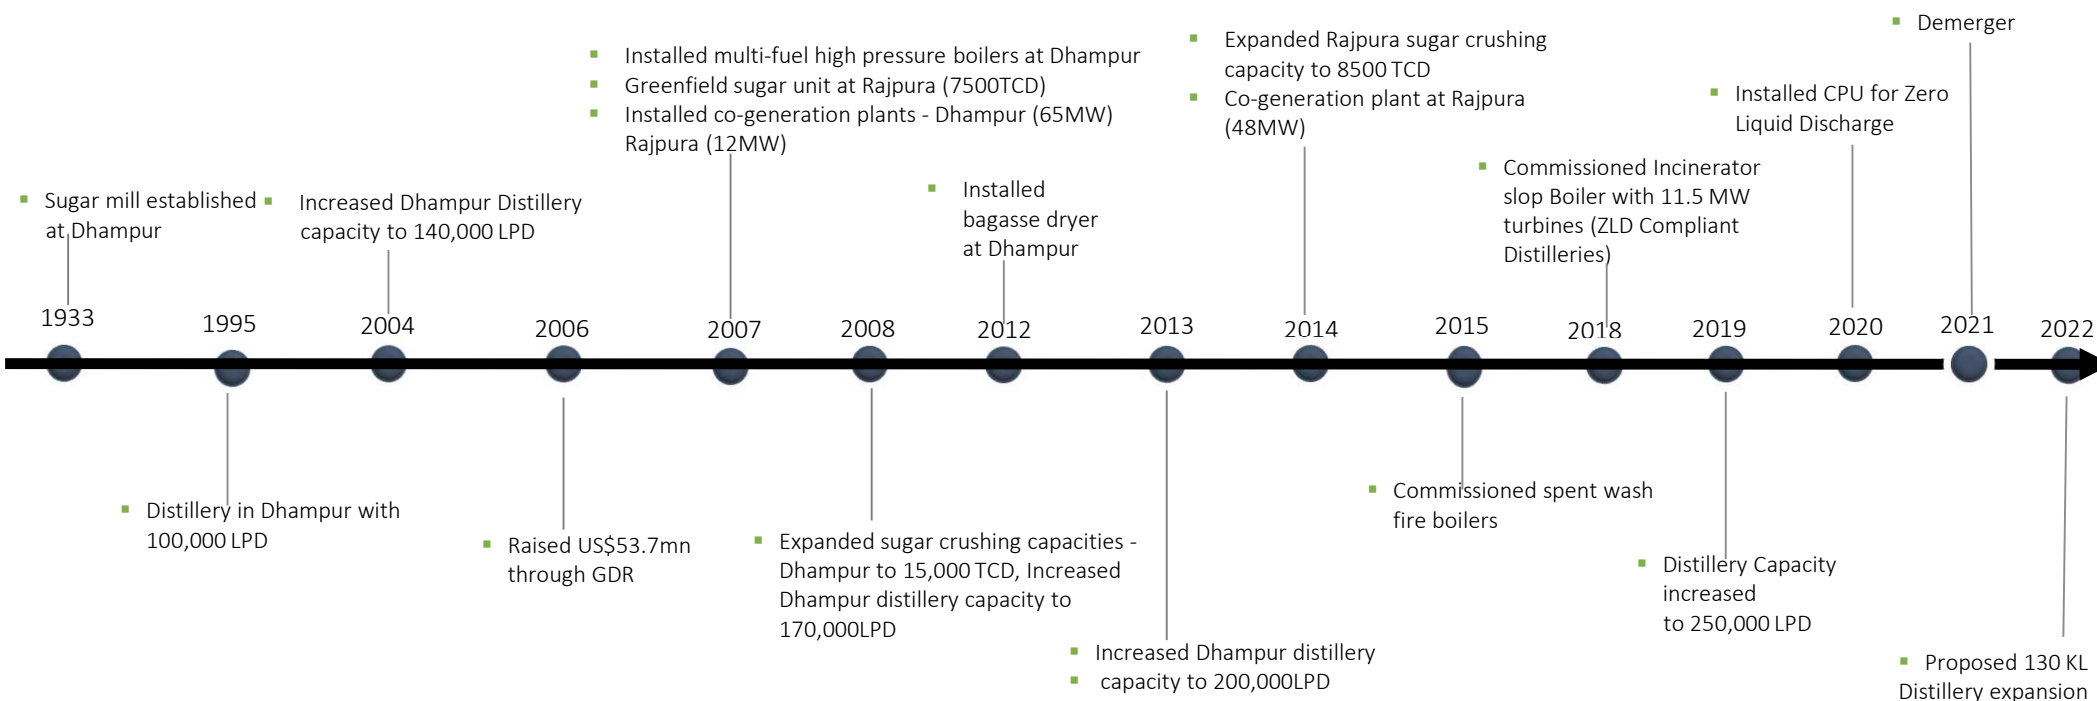 Demerger
Expanded Rajpura sugar crushing
capacity to 8500 TCD
Co-generation plant at Rajpura
(48MW)
Installed multi-fuel high pressure boilers at Dhampur
Greenfield sugar unit at Rajpura (7500TCD)
Installed co-generation plants - Dhampur (65MW)
Rajpura (12MW)
Installed CPU for Zero
Liquid Discharge
Commissioned Incinerator
slop Boiler with 11.5 MW
turbines (ZLD Compliant
Distilleries)
Sugar mill established
at Dhampur
Increased Dhampur Distillery
capacity to 140,000 LPD
Installed
bagasse dryer
at Dhampur
1933
1995
2004
2006
2007
2008
2012
2013
2014
2015
2018
2019
2020
2021
2022
Distillery in Dhampur with
100,000 LPD
Raised US$53.7mn
through GDR
Expanded sugar crushing capacities -
Dhampur to 15,000 TCD, Increased
Dhampur distillery capacity to
170,000LPD
Increased Dhampur distillery
capacity to 200,000LPD
Commissioned spent wash
fire boilers
Distillery Capacity
increased
to 250,000 LPD
Proposed 130 KL
Distillery expansion